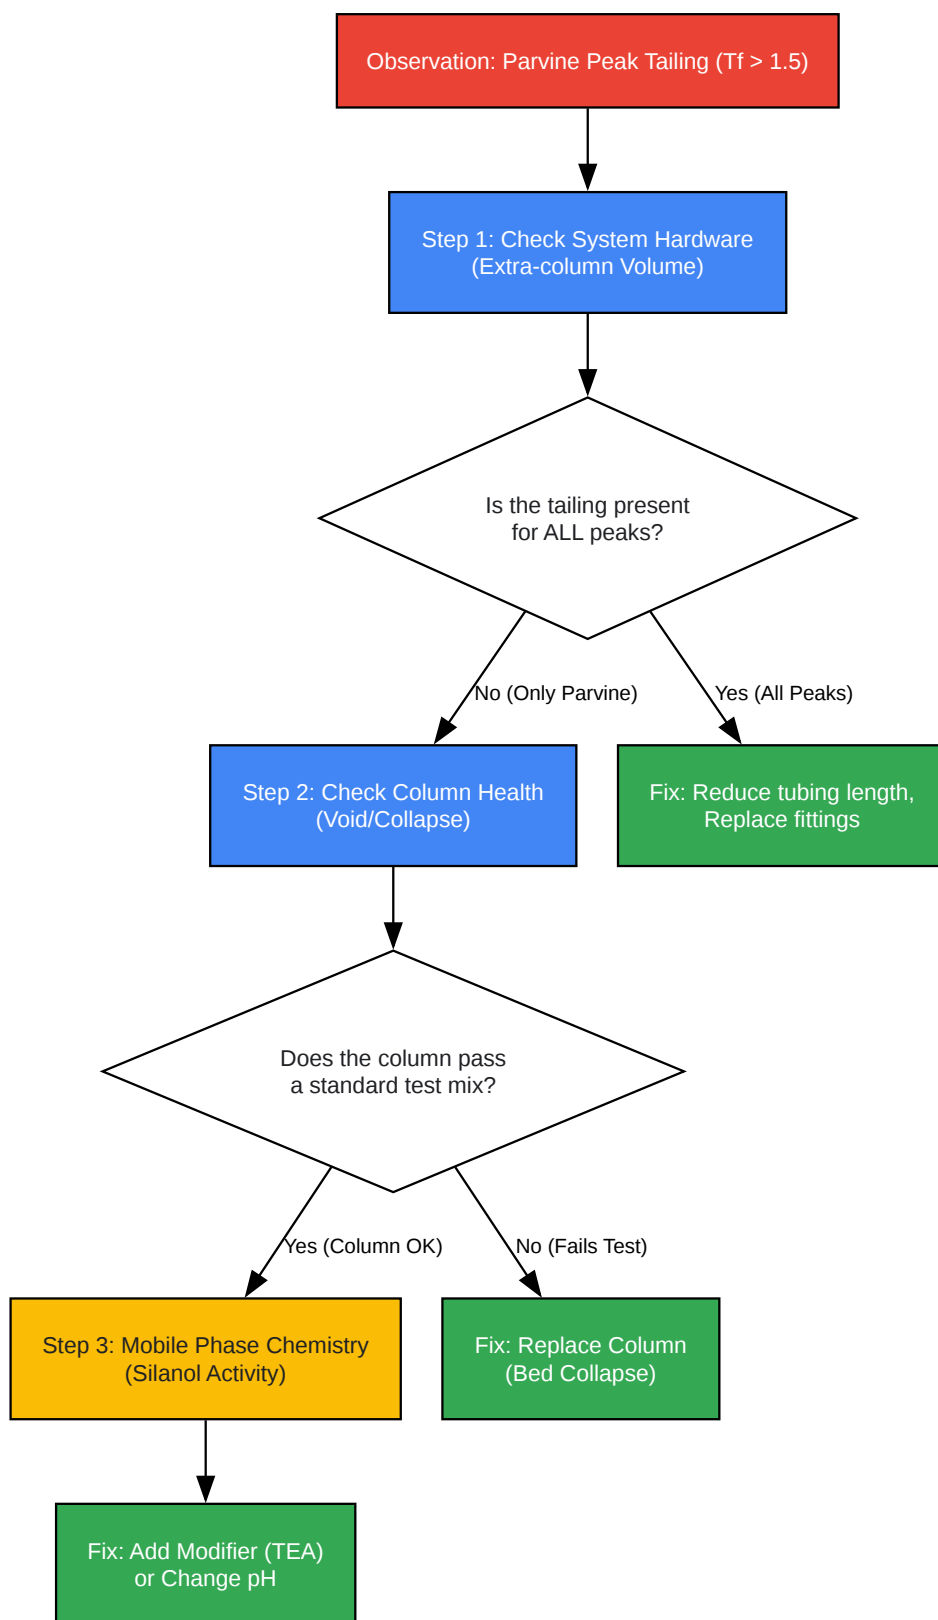 Observation: Parvine Peak Tailing (Tf > 1.5)
Step 1: Check System Hardware
(Extra-column Volume)
Is the tailing present
for ALL peaks?
No (Only Parvine)
Yes (All Peaks)
Step 2: Check Column Health
(Void/Collapse)
Fix: Reduce tubing length,
Replace fittings
Does the column pass
a standard test mix?
Yes (Column OK)
No (Fails Test)
Step 3: Mobile Phase Chemistry
(Silanol Activity)
Fix: Replace Column
(Bed Collapse)
Fix: Add Modifier (TEA)
or Change pH